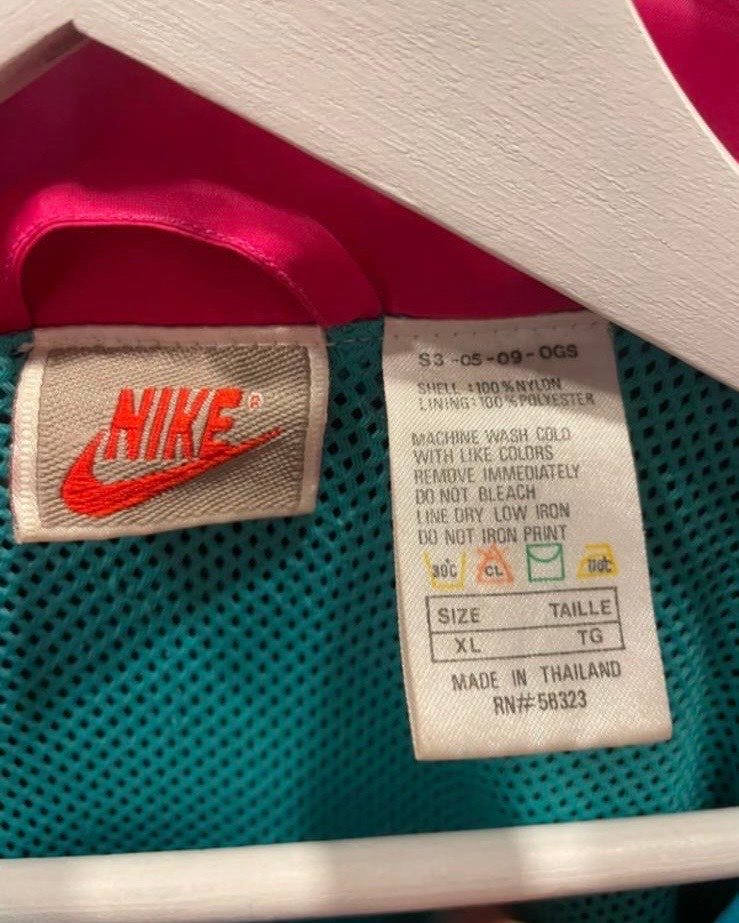 NIKE®
S3-05-09-OGS
SHELL :100%NYLON
LINING:100%POLYESTER
MACHINE WASH COLD
WITH LIKE COLORS
REMOVE IMMEDIATELY
DO NOT BLEACH
LINE DRY LOW IRON
DO NOT IRON PRINT
30°C CL 110°C
SIZE TAILLE
XL TG
MADE IN THAILAND
RN#56323